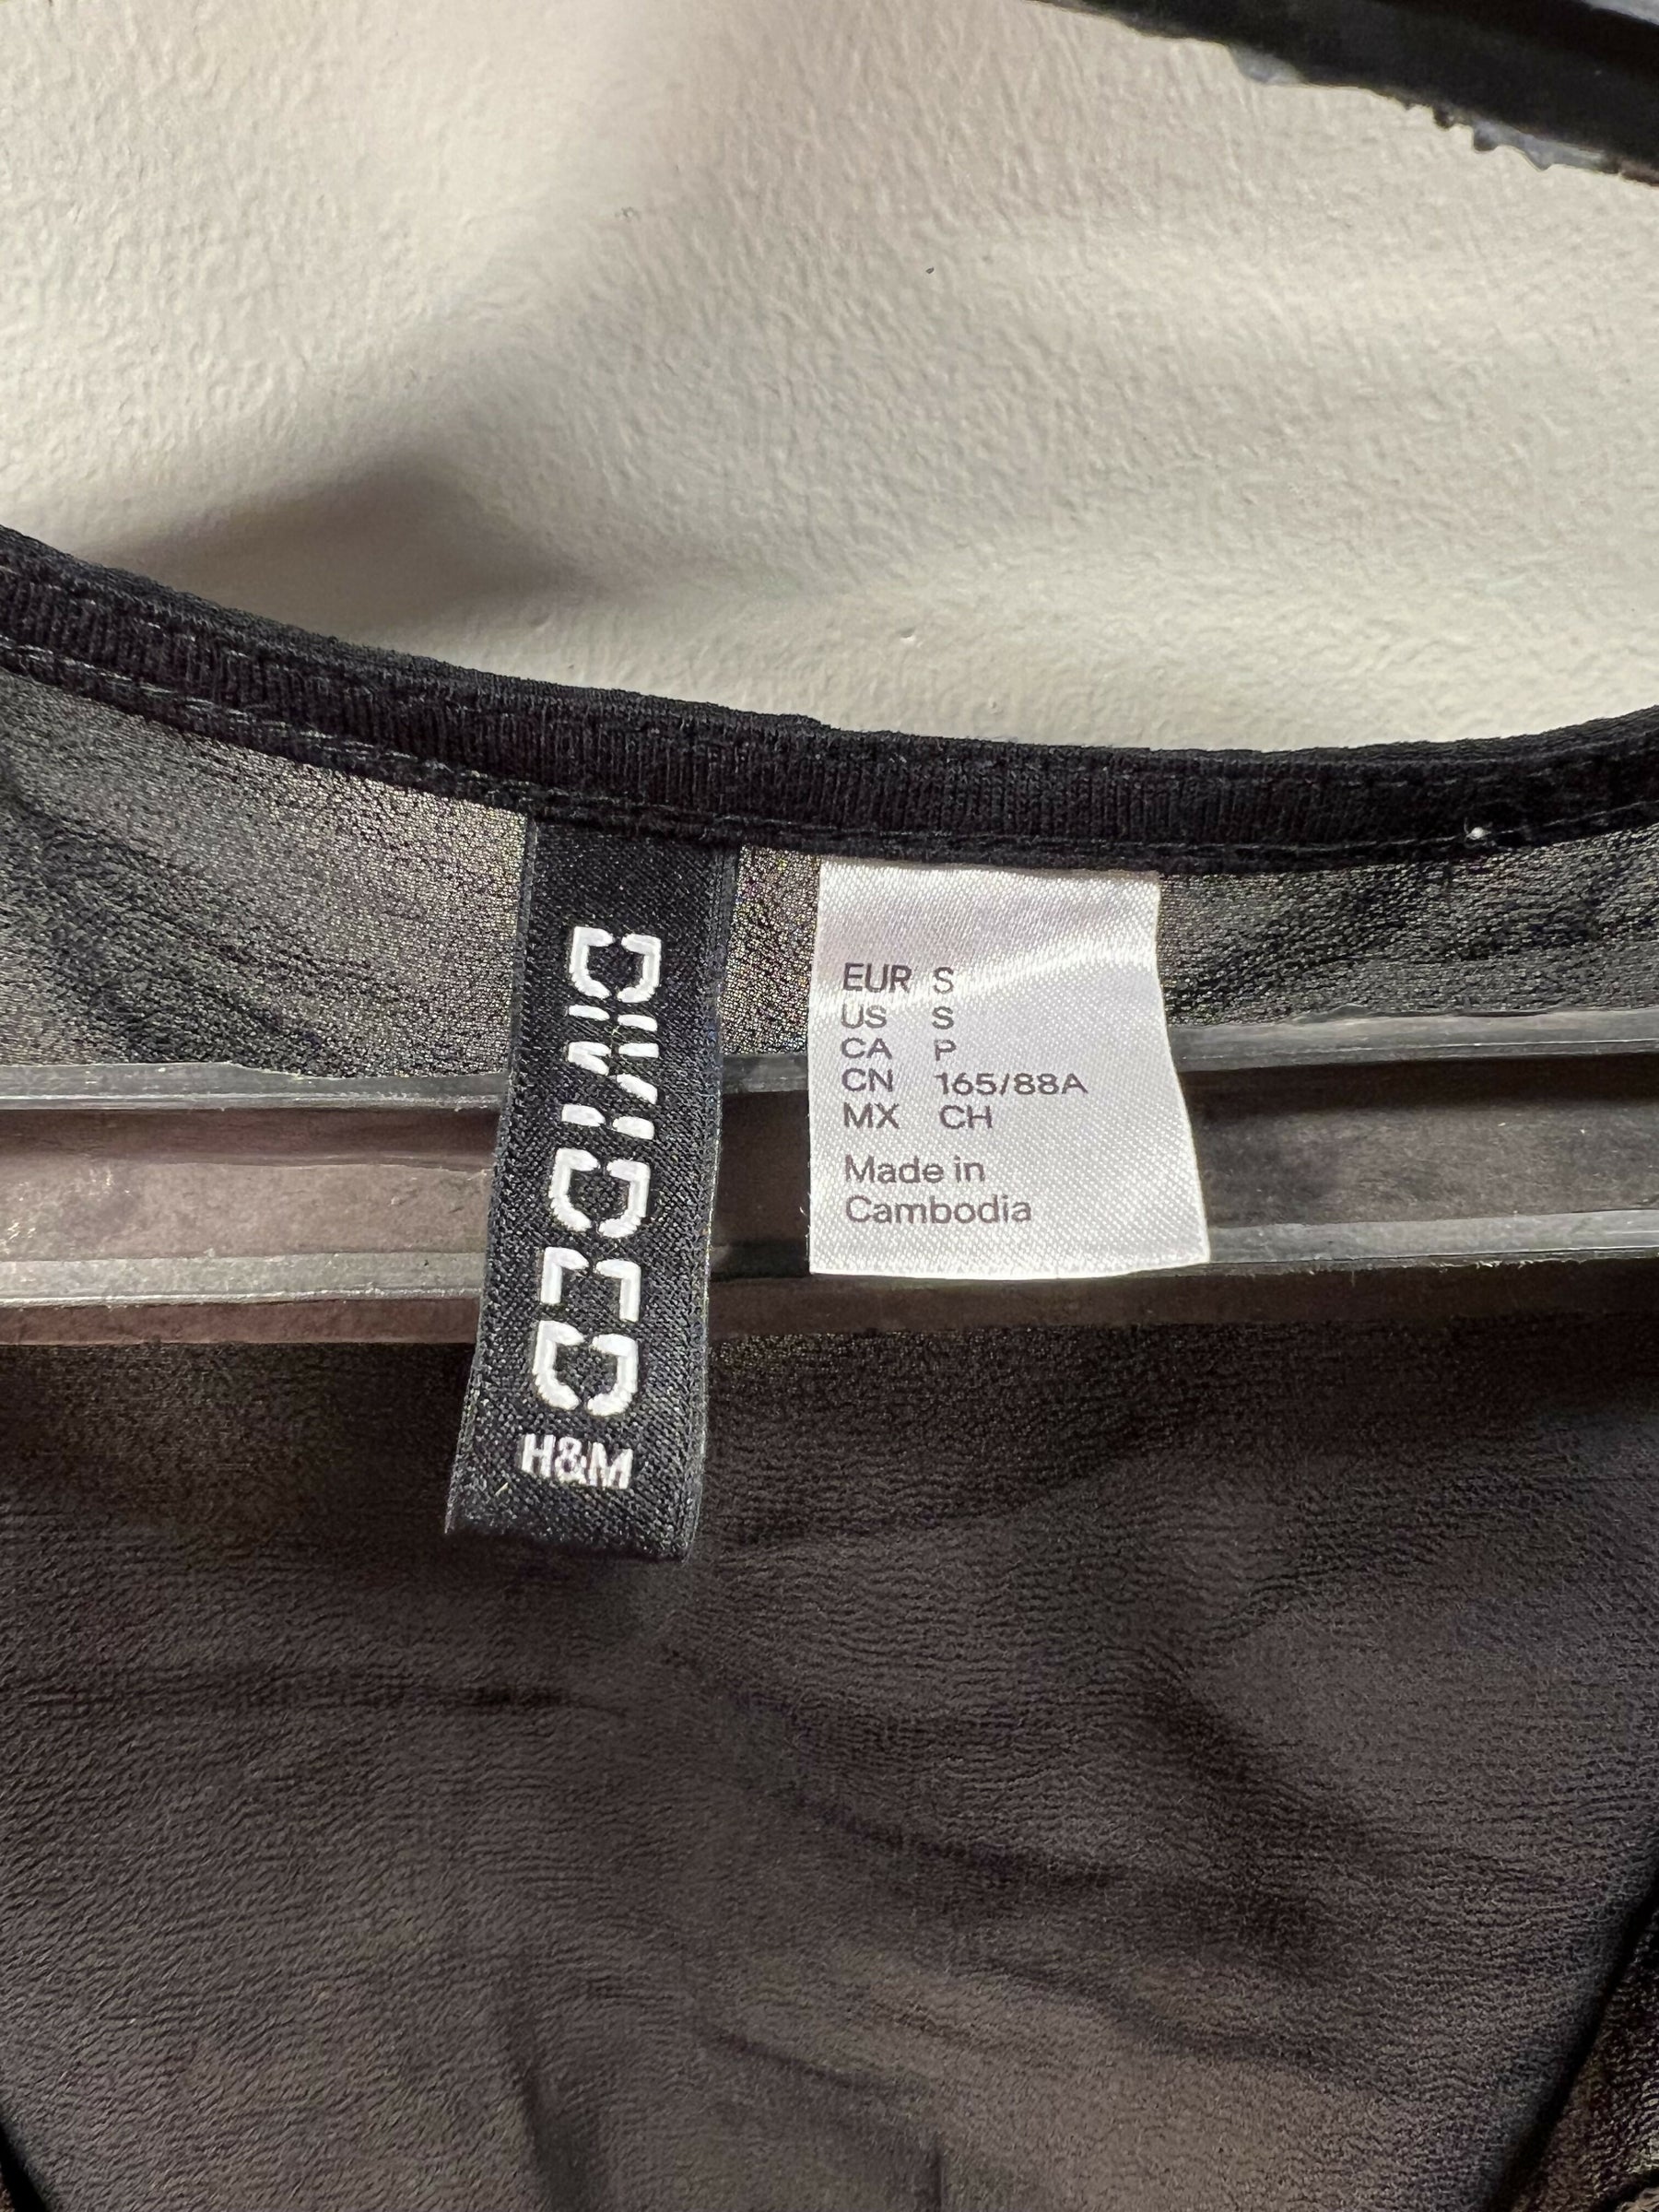 DIVIDED
H&M
EUR S
US S
CA P
CN 165/88A
MX CH
Made in
Cambodia